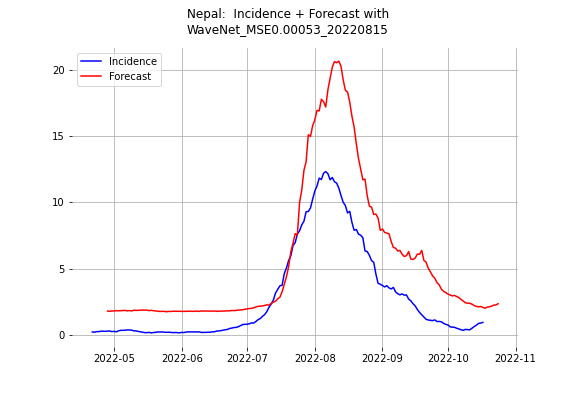 Nepal:  Incidence + Forecast with
WaveNet_MSE0.00053_20220815
Incidence
Forecast
20
15
10
5
0
2022-05 2022-06 2022-07 2022-08 2022-09 2022-10 2022-11